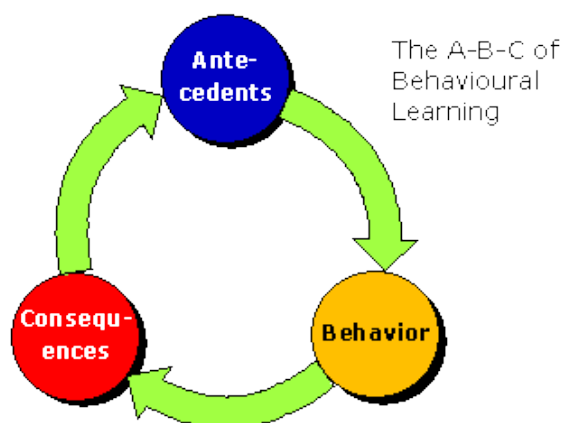 Ante-
cedents
The A-B-C of
Behavioural
Learning
Consequ-
ences
Behavior